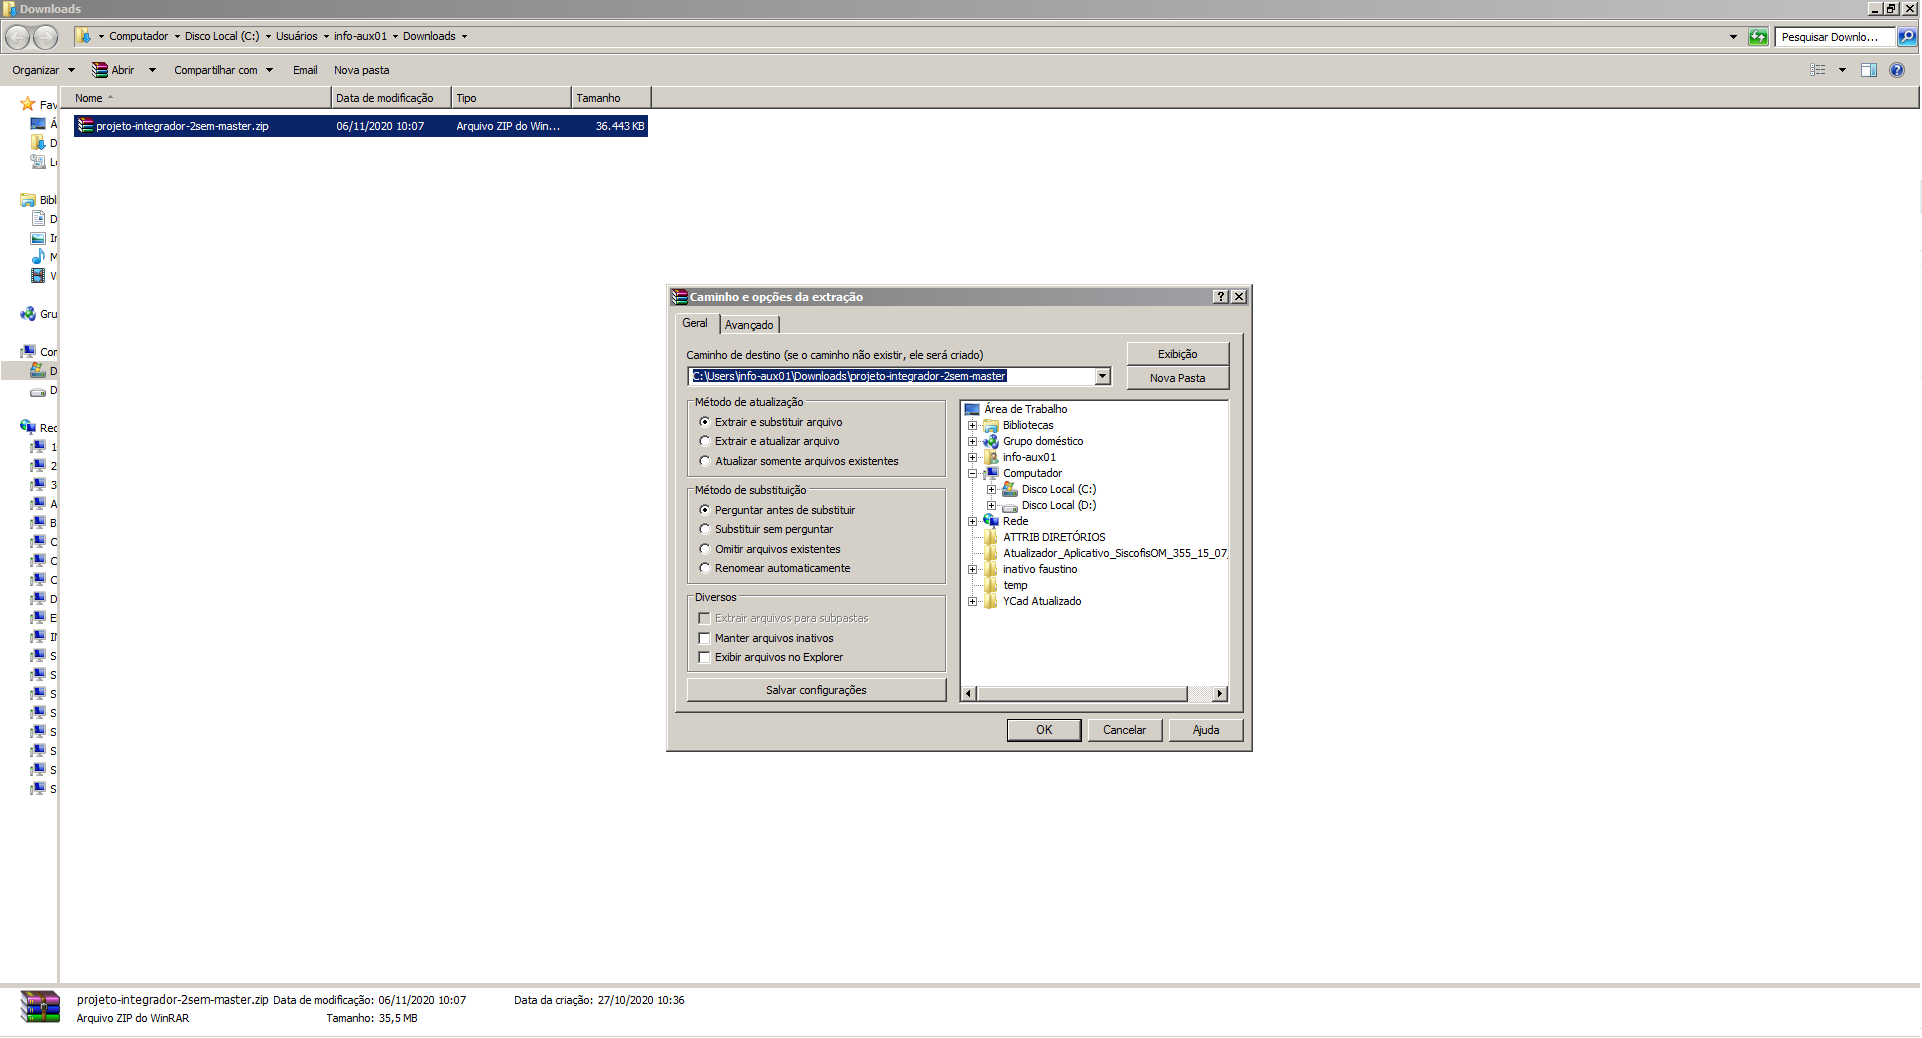 Downloads
Computador Disco Local (C:) Usuários info-aux01 Downloads
Pesquisar Downlo...
Organizar Abrir Compartilhar com Email Nova pasta
Nome Data de modificação Tipo Tamanho
projeto-integrador-2sem-master.zip 06/11/2020 10:07 Arquivo ZIP do Win... 36.443 KB
Fav
Á
D
Bibl
D
M
V
Gru
Con
D
D
Rec
1
2
3
A
B
C
C
C
D
E
S
S
S
S
S
S
S
S
Caminho e opções da extração
Geral Avançado
Caminho de destino (se o caminho não existir, ele será criado)
C:\Users\info-aux01\Downloads\projeto-integrador-2sem-master
Exibição
Nova Pasta
Método de atualização
Extrair e substituir arquivo
Extrair e atualizar arquivo
Atualizar somente arquivos existentes
Método de substituição
Perguntar antes de substituir
Substituir sem perguntar
Omitir arquivos existentes
Renomear automaticamente
Diversos
Extrair arquivos para subpastas
Manter arquivos inativos
Exibir arquivos no Explorer
Salvar configurações
Área de Trabalho
Bibliotecas
Grupo doméstico
info-aux01
Computador
Disco Local (C:)
Disco Local (D:)
Rede
ATTRIB DIRETÓRIOS
Atualizador_Aplicativo_SiscofisOM_355_15_07_
inativo faustino
temp
YCad Atualizado
OK Cancelar Ajuda
projeto-integrador-2sem-master.zip Data de modificação: 06/11/2020 10:07 Data da criação: 27/10/2020 10:36
Arquivo ZIP do WinRAR Tamanho: 35,5 MB